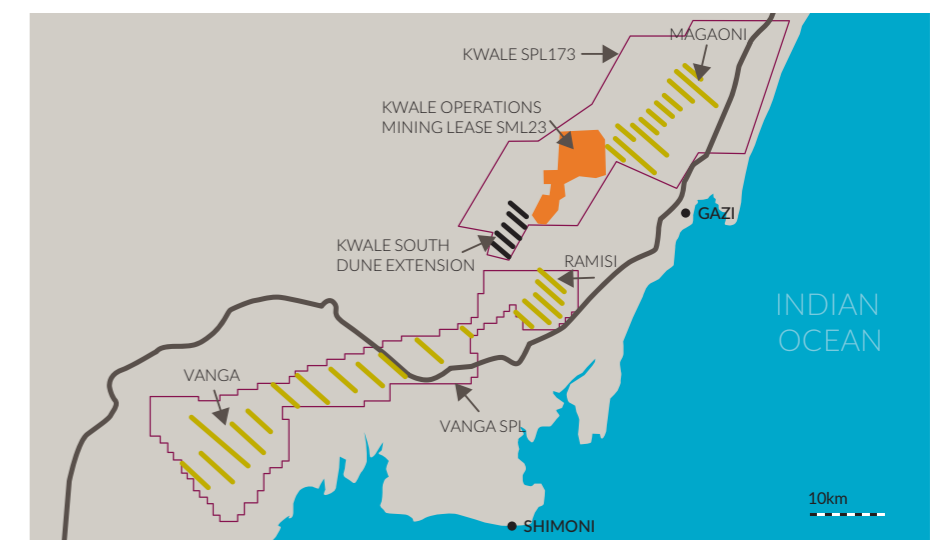 MAGAONI
KWALE SPL173
KWALE OPERATIONS
MINING LEASE SML23
GAZI
KWALE SOUTH
DUNE EXTENSION
RAMISI
INDIAN
OCEAN
VANGA
VANGA SPL
10km
SHIMONI